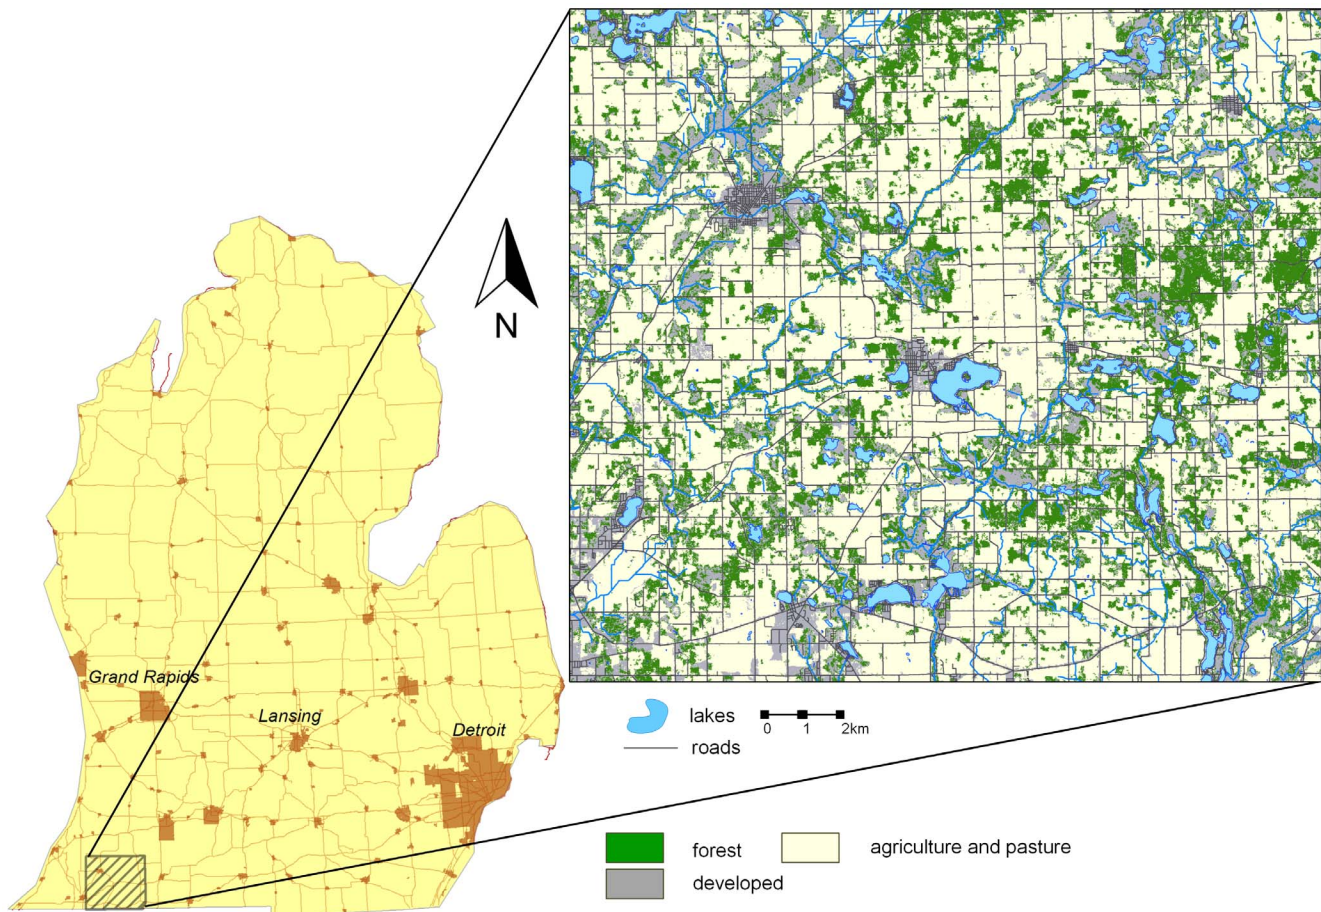 N
Grand Rapids
Lansing
Detroit
lakes
0 1 2km
roads
forest
agriculture and pasture
developed